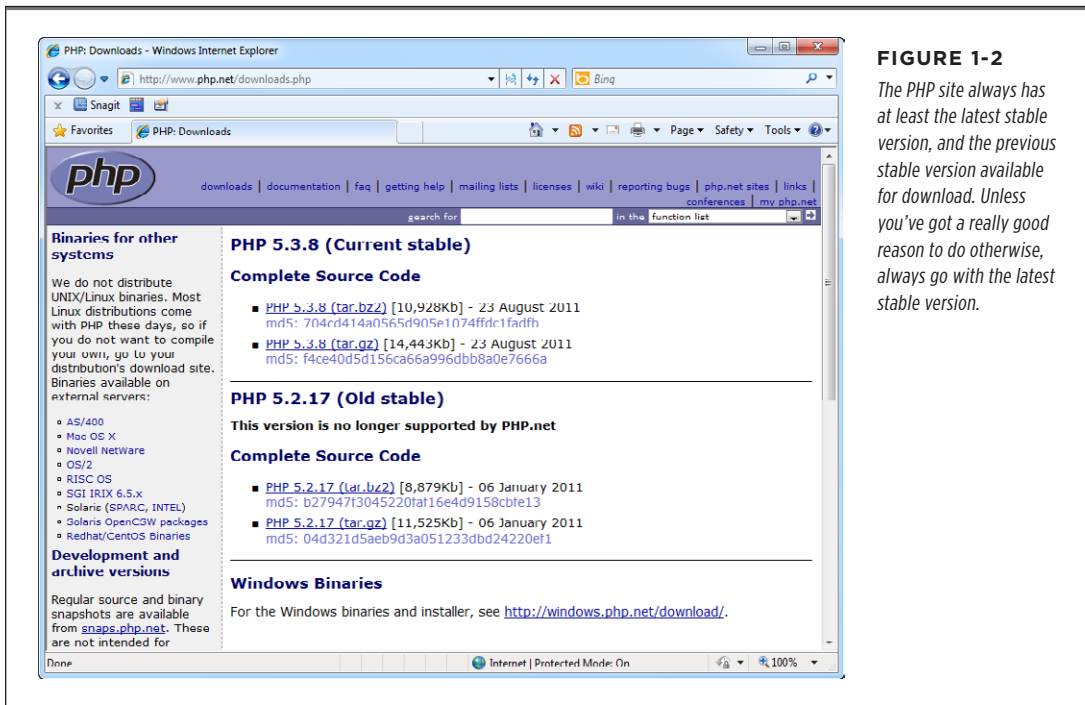 PHP: Downloads - Windows Internet Explorer
http://www.php.net/downloads.php
Bing
x Snagit
Favorites PHP: Downloads
Page Safety Tools
php
downloads | documentation | faq | getting help | mailing lists | licenses | wiki | reporting bugs | php.net sites | links |
conferences | my php.net
search for in the function list
Binaries for other
systems
We do not distribute
UNIX/Linux binaries. Most
Linux distributions come
with PHP these days, so if
you do not want to compile
your own, go to your
distribution's download site.
Binaries available on
external servers:
AS/400
Mac OS X
Novell NetWare
OS/2
RISC OS
SGI IRIX 6.5.x
Solaris (SPARC, INTEL)
Solaris OpenCSW packages
Redhat/CentOS Binaries
Development and
archive versions
Regular source and binary
snapshots are available
from snaps.php.net. These
are not intended for
PHP 5.3.8 (Current stable)
Complete Source Code
PHP 5.3.8 (tar.bz2) [10,928Kb] - 23 August 2011
md5: 704cd414a0565d905e1074ffdc1fadfb
PHP 5.3.8 (tar.gz) [14,443Kb] - 23 August 2011
md5: f4ce40d5d156ca66a996dbb8a0e7666a
PHP 5.2.17 (Old stable)
This version is no longer supported by PHP.net
Complete Source Code
PHP 5.2.17 (tar.bz2) [8,879Kb] - 06 January 2011
md5: b27947f3045220faf16e4d9158cbfe13
PHP 5.2.17 (tar.gz) [11,525Kb] - 06 January 2011
md5: 04d321d5aeb9d3a051233dbd24220ef1
Windows Binaries
For the Windows binaries and installer, see http://windows.php.net/download/.
Done Internet | Protected Mode: On 100%
FIGURE 1-2
The PHP site always has
at least the latest stable
version, and the previous
stable version available
for download. Unless
you've got a really good
reason to do otherwise,
always go with the latest
stable version.